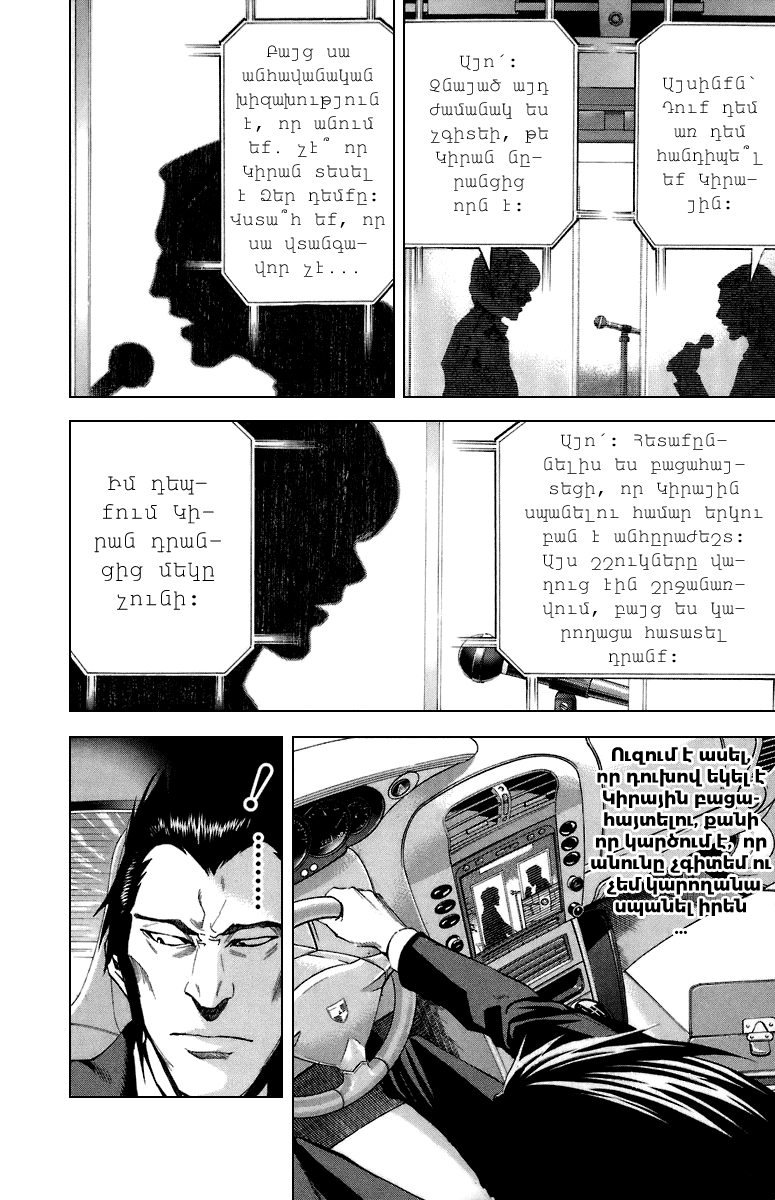 Այսինքն՝
Դուք դեմ
առ դեմ
հանդիպե՞լ
եք Կիրա-
յին:
Այո՛:
Չնայած այդ
ժամանակ ես
չգիտեի, թե
Կիրան նը-
րանցից
որն է:
Բայց սա
անհավանական
խիզախություն
է, որ անում
եք. չէ՞ որ
Կիրան տեսել
է Ձեր դեմքը:
Վստա՞հ եք, որ
սա վտանգա-
վոր չէ...
Այո՛: Հետաքըն-
նելիս ես բացահայ-
տեցի, որ Կիրային
սպանելու համար երկու
բան է անհըրաժեշտ:
Այս շշուկները վա-
ղուց էին շրջանառ-
վում, բայց ես կա-
րողացա հաստատել
դրանք:
Իմ դեպ-
քում Կի-
րան դրան-
ցից մեկը
չունի:
Ուզում է ասել,
որ դուխով եկել է
Կիրային բացա-
հայտելու, քանի
որ կարծում է, որ
անունը չգիտեմ ու
չեմ կարողանա
սպանել իրեն
...
!
........